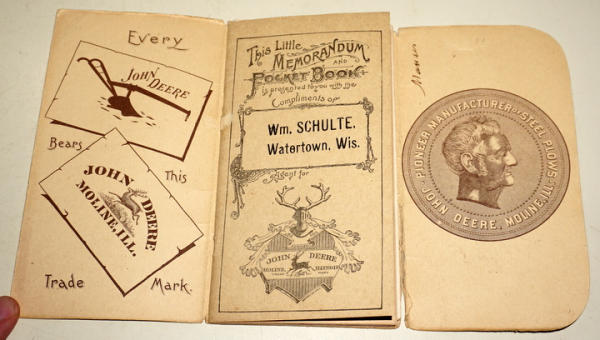 Every
JOHN DEERE
Bears
This
JOHN DEERE
MOLINE, ILL.
Trade
Mark.
This Little
MEMORANDUM
AND
POCKET BOOK
is presented to you with the
Compliments of
Wm. SCHULTE,
Watertown, Wis.
Agent for
JOHN DEERE
MOLINE, ILLINOIS
PIONEER MANUFACTURER OF STEEL PLOWS
JOHN DEERE, MOLINE, ILL.